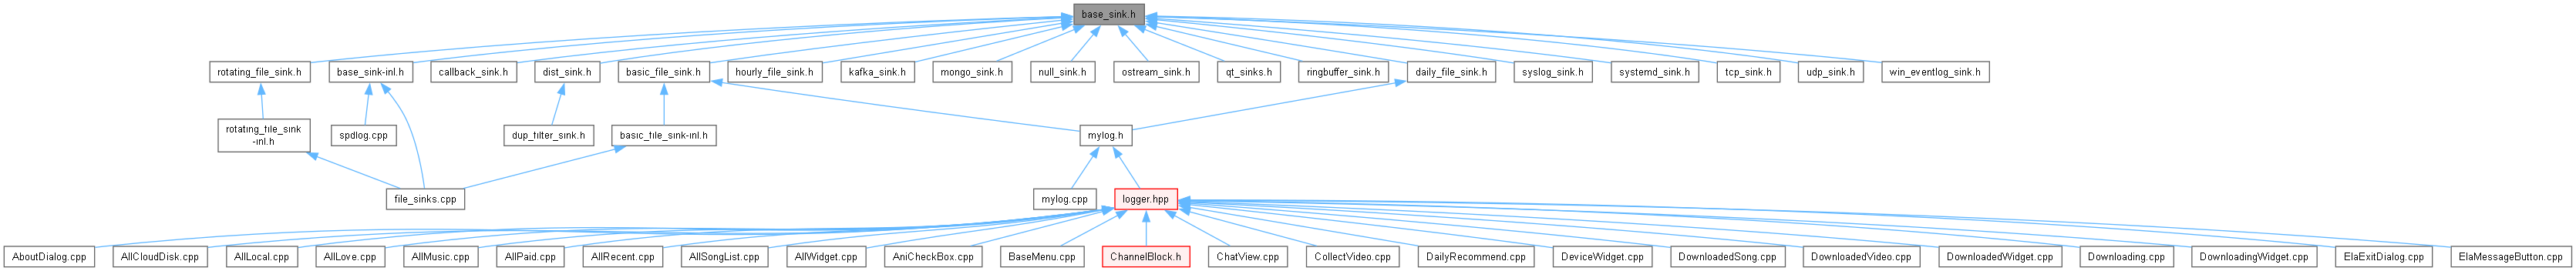 base_sink.h
rotating_file_sink.h
base_sink-inl.h
callback_sink.h
dist_sink.h
basic_file_sink.h
hourly_file_sink.h
kafka_sink.h
mongo_sink.h
null_sink.h
ostream_sink.h
qt_sinks.h
ringbuffer_sink.h
daily_file_sink.h
syslog_sink.h
systemd_sink.h
tcp_sink.h
udp_sink.h
win_eventlog_sink.h
rotating_file_sink
-inl.h
spdlog.cpp
dup_filter_sink.h
basic_file_sink-inl.h
mylog.h
file_sinks.cpp
mylog.cpp
logger.hpp
AboutDialog.cpp
AllCloudDisk.cpp
AllLocal.cpp
AllLove.cpp
AllMusic.cpp
AllPaid.cpp
AllRecent.cpp
AllSongList.cpp
AllWidget.cpp
AniCheckBox.cpp
BaseMenu.cpp
ChannelBlock.h
ChatView.cpp
CollectVideo.cpp
DailyRecommend.cpp
DeviceWidget.cpp
DownloadedSong.cpp
DownloadedVideo.cpp
DownloadedWidget.cpp
Downloading.cpp
DownloadingWidget.cpp
ElaExitDialog.cpp
ElaMessageButton.cpp